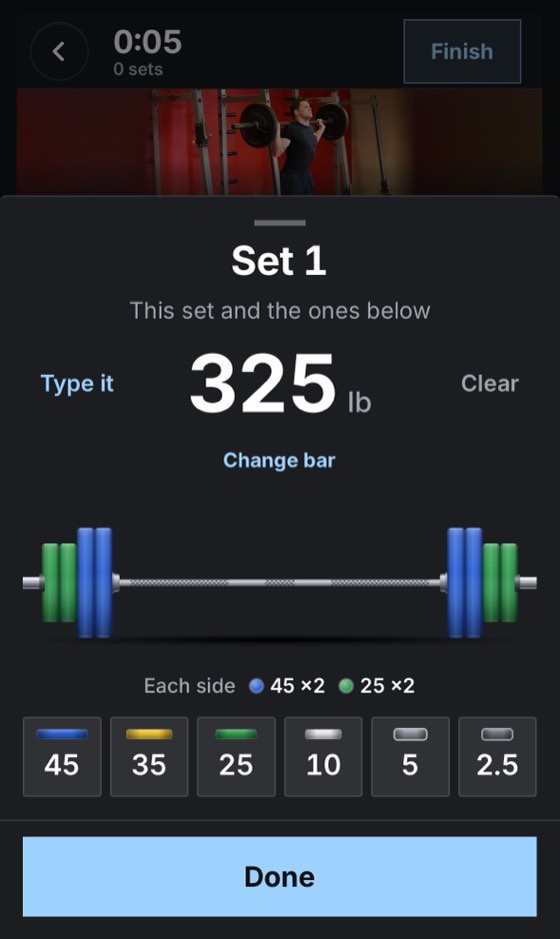 0:05
0 sets
Finish
Set 1
This set and the ones below
Type it
325 lb
Clear
Change bar
Each side 45 ×2 25 ×2
45 35 25 10 5 2.5
Done